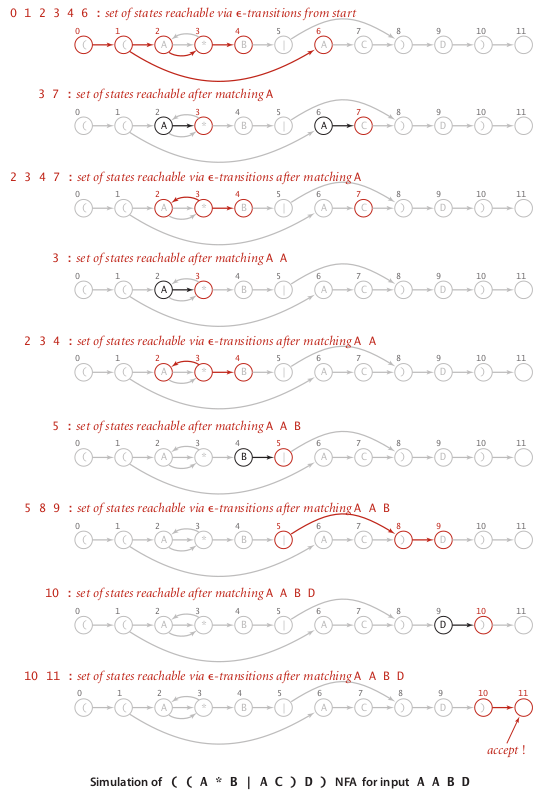 0 1 2 3 4 6 : set of states reachable via ϵ-transitions from start
0 1 2 3 4 5 6 7 8 9 10 11
( ( A * B | A C ) D )
3 7 : set of states reachable after matching A
0 1 2 3 4 5 6 7 8 9 10 11
( ( A * B | A C ) D )
2 3 4 7 : set of states reachable via ϵ-transitions after matching A
0 1 2 3 4 5 6 7 8 9 10 11
( ( A * B | A C ) D )
3 : set of states reachable after matching A A
0 1 2 3 4 5 6 7 8 9 10 11
( ( A * B | A C ) D )
2 3 4 : set of states reachable via ϵ-transitions after matching A A
0 1 2 3 4 5 6 7 8 9 10 11
( ( A * B | A C ) D )
5 : set of states reachable after matching A A B
0 1 2 3 4 5 6 7 8 9 10 11
( ( A * B | A C ) D )
5 8 9 : set of states reachable via ϵ-transitions after matching A A B
0 1 2 3 4 5 6 7 8 9 10 11
( ( A * B | A C ) D )
10 : set of states reachable after matching A A B D
0 1 2 3 4 5 6 7 8 9 10 11
( ( A * B | A C ) D )
10 11 : set of states reachable via ϵ-transitions after matching A A B D
0 1 2 3 4 5 6 7 8 9 10 11
( ( A * B | A C ) D )
accept !
Simulation of ( ( A * B | A C ) D ) NFA for input A A B D